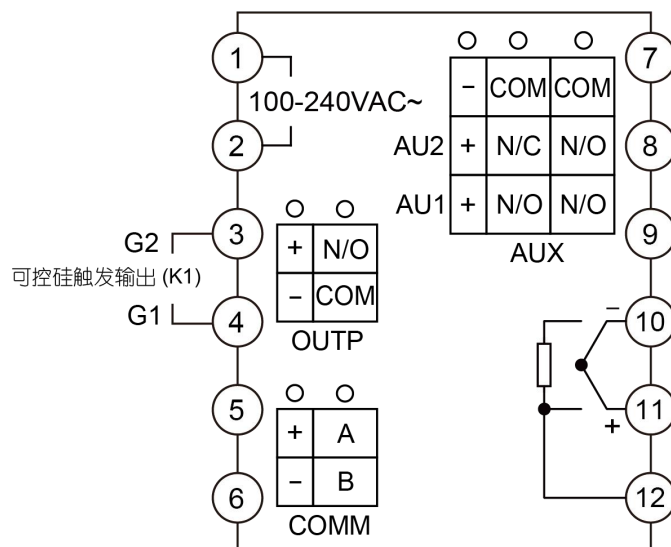 1
7
100-240VAC~
- COM COM
2
AU2 + N/C N/O
8
AU1 + N/O N/O
AUX
G2
3
+ N/O
9
可控硅触发输出 (K1)
- COM
G1
4
OUTP
-
10
5
+ A
+
11
6
- B
12
COMM